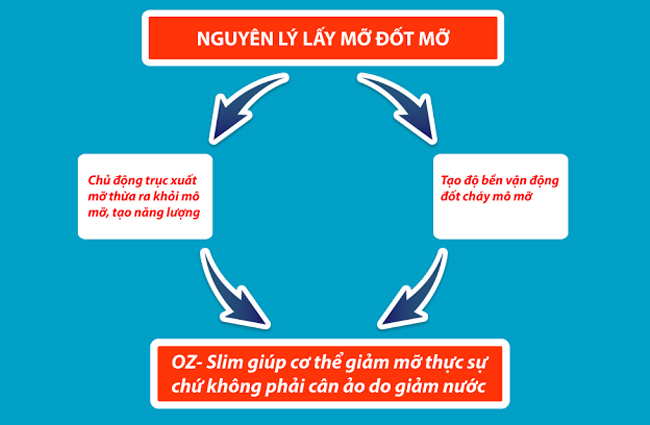 NGUYÊN LÝ LẤY MỠ ĐỐT MỠ
Chủ động trục xuất
mỡ thừa ra khỏi mô
mỡ, tạo năng lượng
Tạo độ bền vận động
đốt cháy mô mỡ
OZ- Slim giúp cơ thể giảm mỡ thực sự
chứ không phải cân ảo do giảm nước